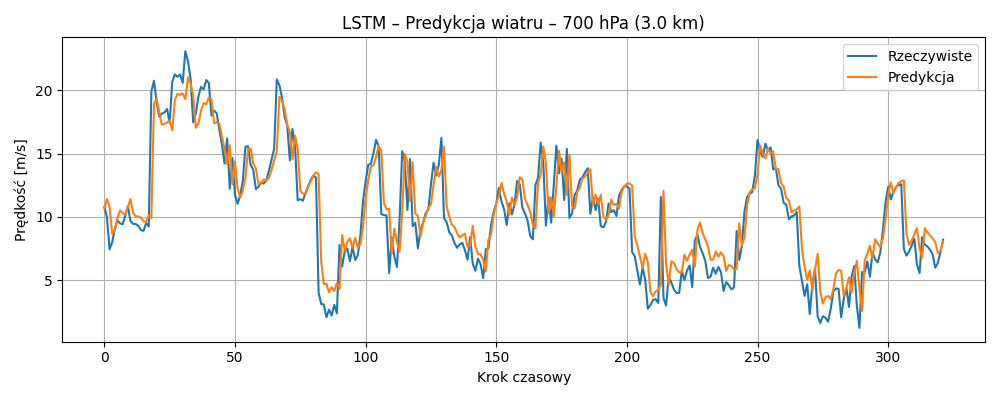 LSTM – Predykcja wiatru – 700 hPa (3.0 km)
Rzeczywiste
Predykcja
Prędkość [m/s]
20
15
10
5
0 50 100 150 200 250 300
Krok czasowy